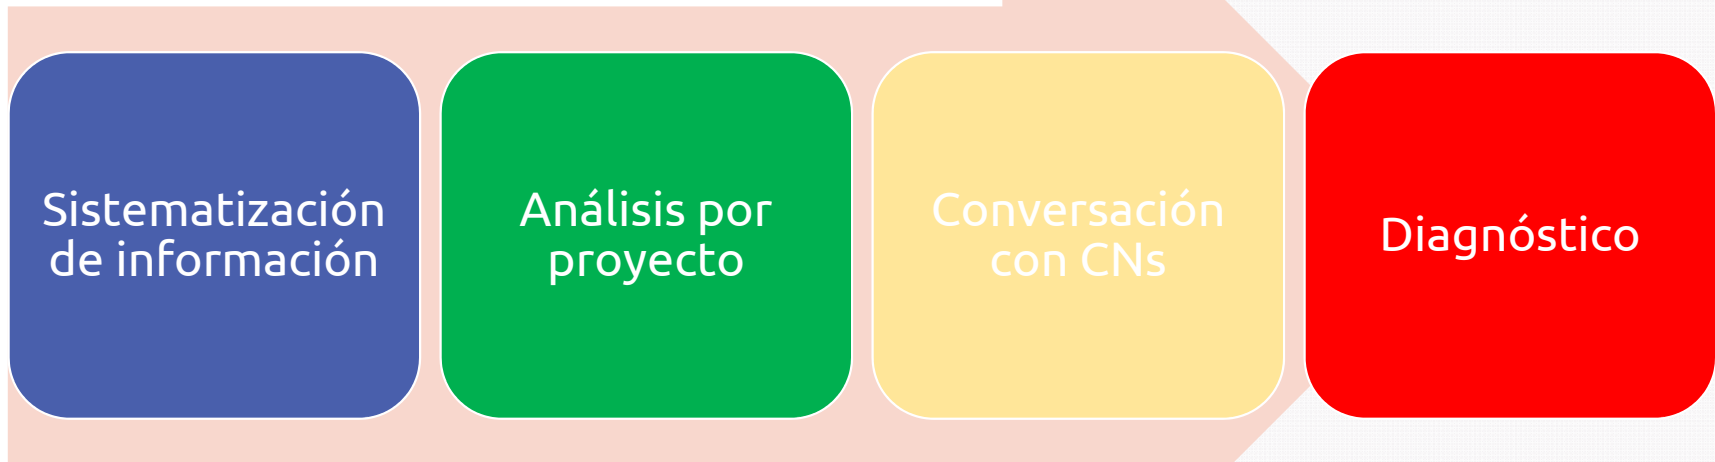 Sistematización
de información
Análisis por
proyecto
Conversación
con CNs
Diagnóstico